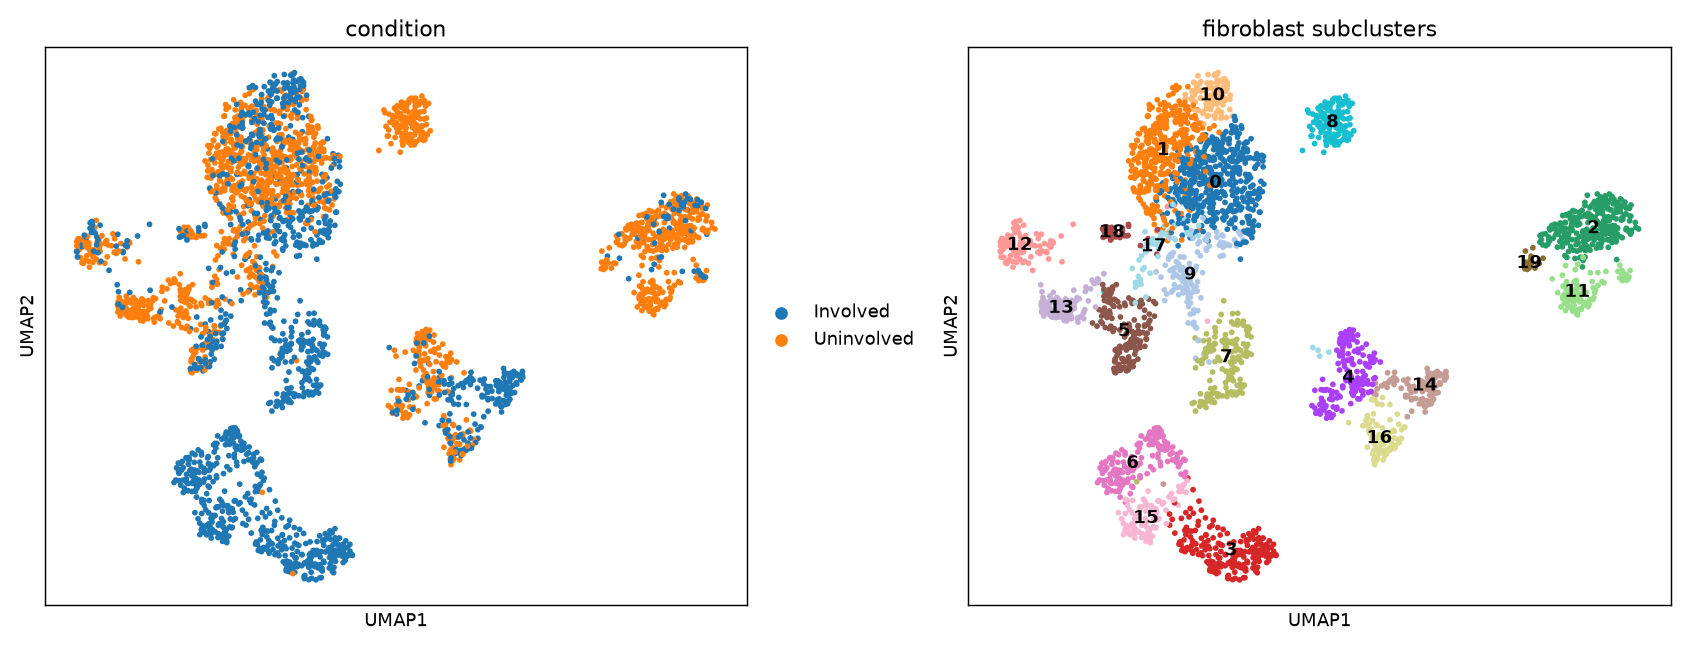 condition
fibroblast subclusters
UMAP2
UMAP1
Involved
Uninvolved
UMAP2
UMAP1
10
1
0
8
2
12
18
17
19
9
11
13
5
7
4
14
16
6
15
3